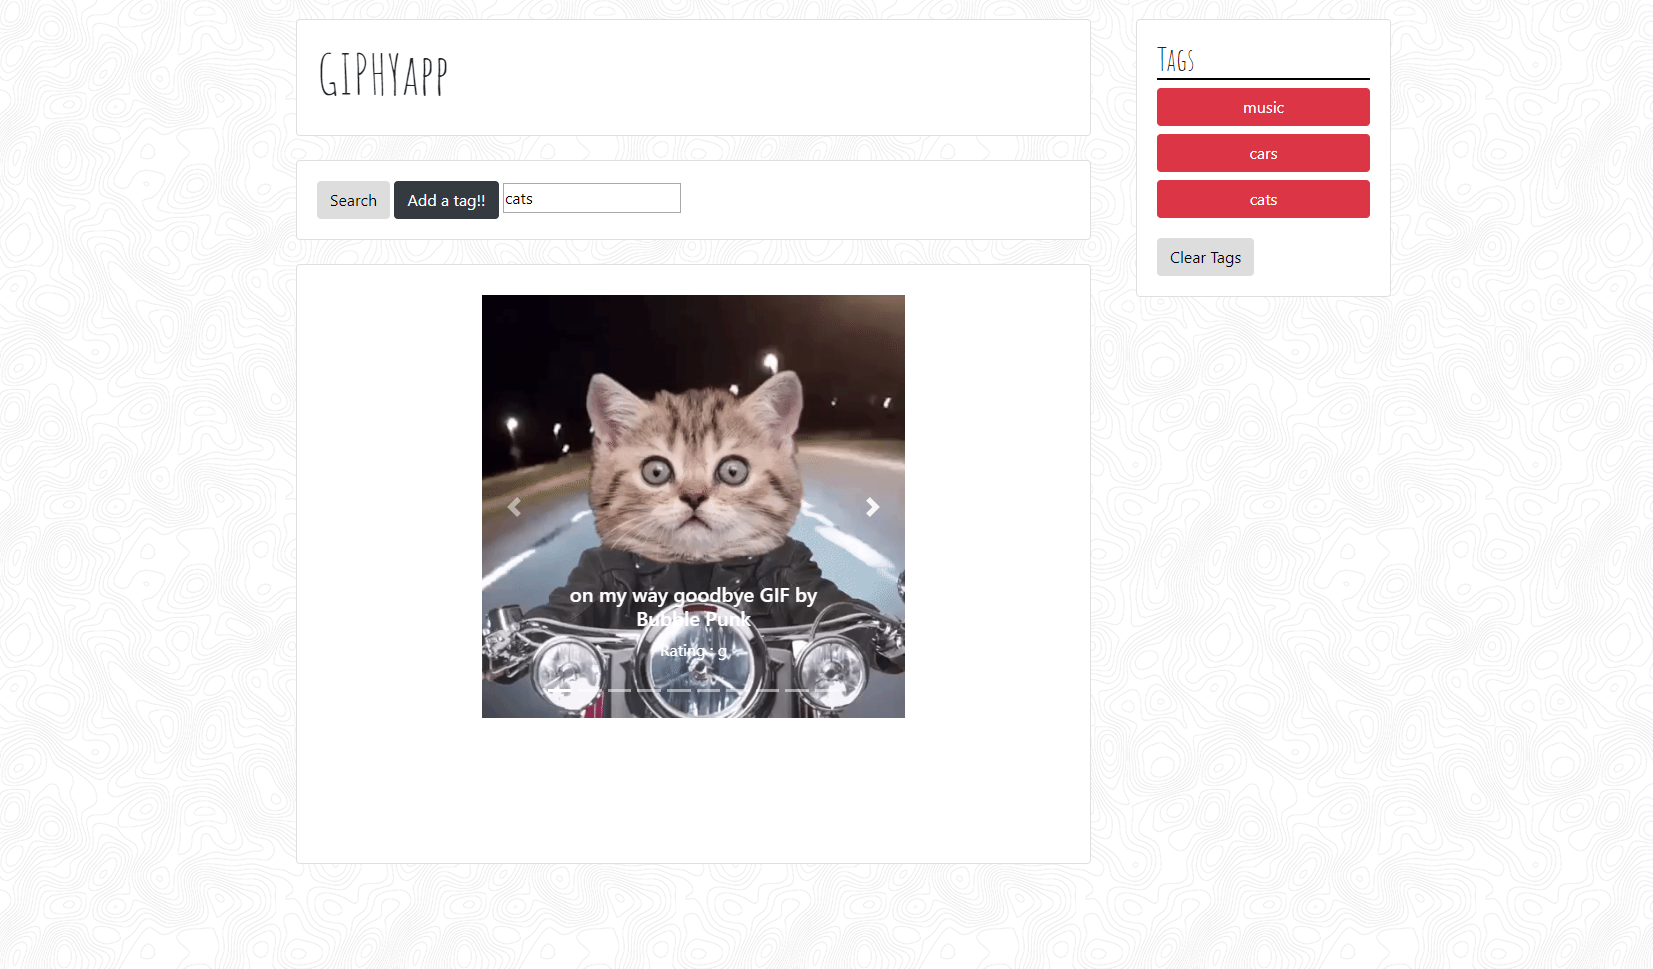 GIPHYapp
Search
Add a tag!!
cats
on my way goodbye GIF by
Bubble Punk
Rating : g
Tags
music
cars
cats
Clear Tags